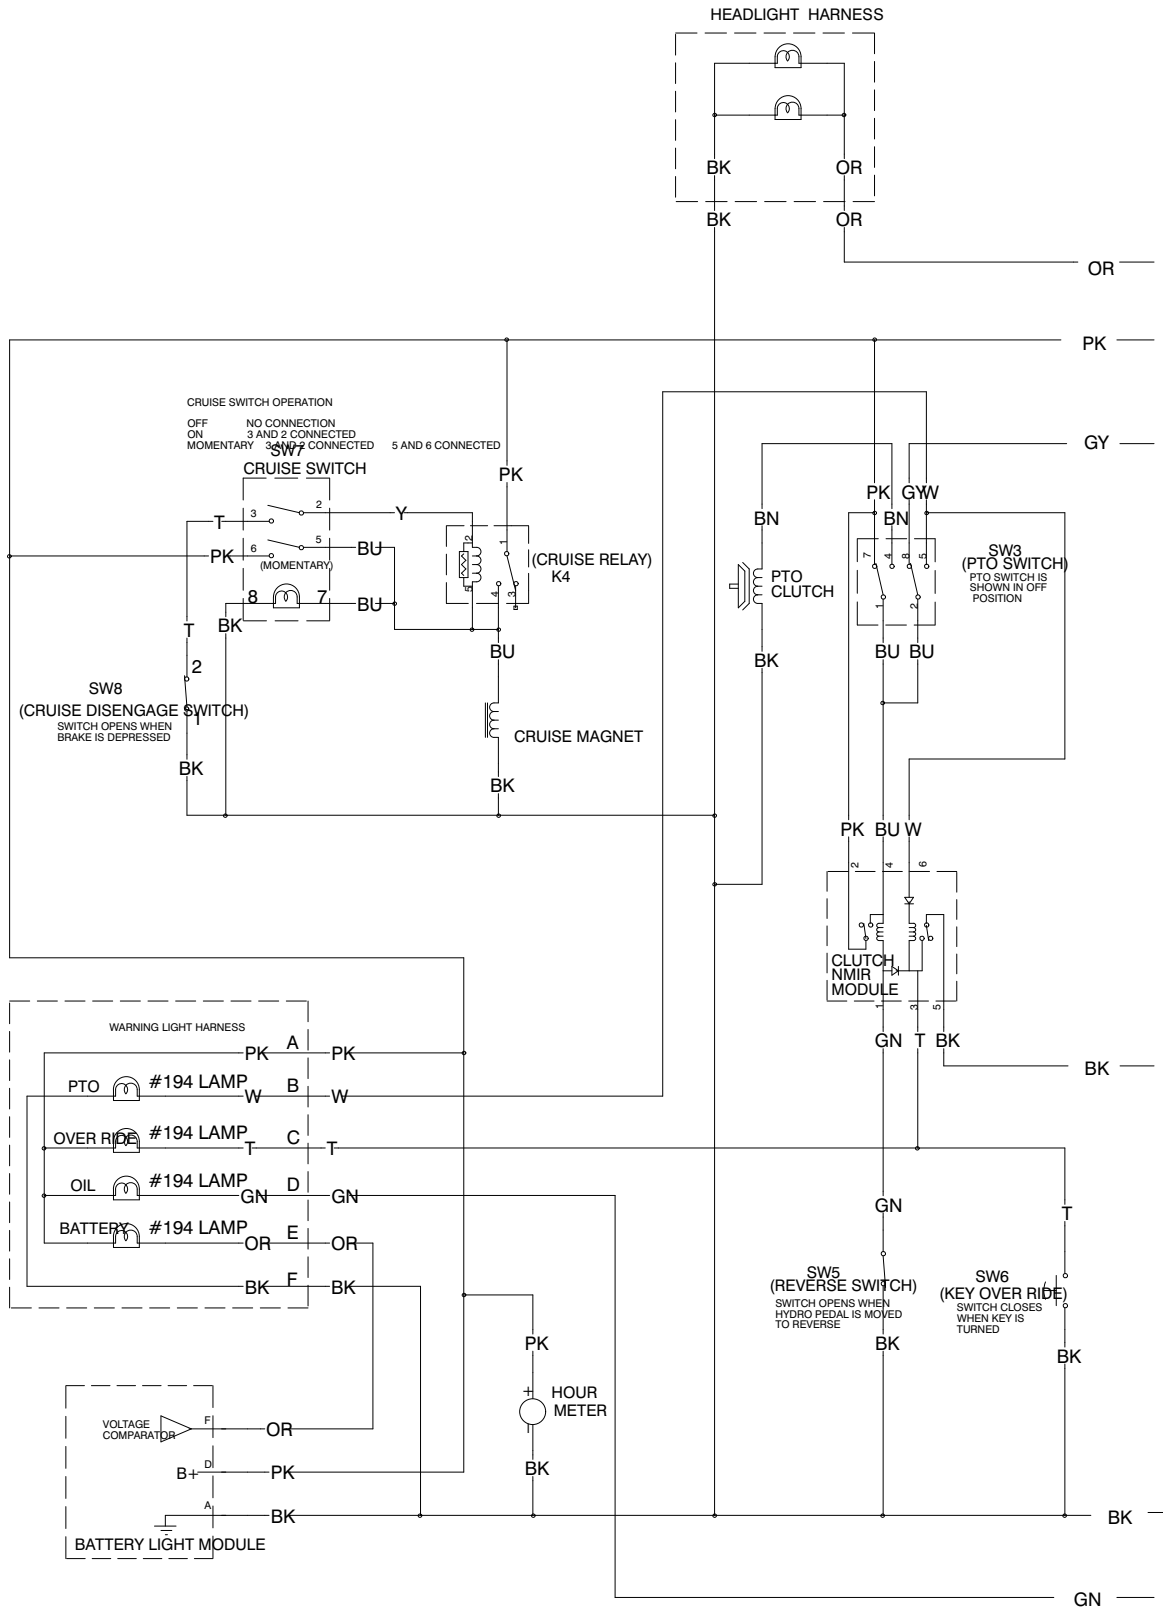 HEADLIGHT HARNESS
BK OR
BK OR
OR
PK
CRUISE SWITCH OPERATION
OFF NO CONNECTION
ON 3 AND 2 CONNECTED
MOMENTARY 3 AND 2 CONNECTED 5 AND 6 CONNECTED
GY
SW7
CRUISE SWITCH
PK
PK GY W
BN BN
3 2
T Y
6 5
PK BU
(MOMENTARY)
8 7
BU
BK
2 1
5 4 3
(CRUISE RELAY)
K4
PTO
CLUTCH
7 4 8 5
1 2
SW3
(PTO SWITCH)
PTO SWITCH IS
SHOWN IN OFF
POSITION
T
BU
BK
BU BU
2
SW8
(CRUISE DISENGAGE SWITCH)
1
SWITCH OPENS WHEN
BRAKE IS DEPRESSED
CRUISE MAGNET
BK
BK
PK BU W
2 4 6
CLUTCH
NMIR
MODULE
1 3 5
GN T BK
BK
WARNING LIGHT HARNESS
PK A PK
PTO #194 LAMP W B W
OVER RIDE #194 LAMP T C T
OIL #194 LAMP GN D GN
BATTERY #194 LAMP OR E OR
BK F BK
GN
T
SW5
(REVERSE SWITCH)
SWITCH OPENS WHEN
HYDRO PEDAL IS MOVED
TO REVERSE
SW6
(KEY OVER RIDE)
SWITCH CLOSES
WHEN KEY IS
TURNED
PK
BK
BK
+
HOUR
METER
–
BK
VOLTAGE
COMPARATOR
F OR
B+ D PK
A BK
BK
BATTERY LIGHT MODULE
GN